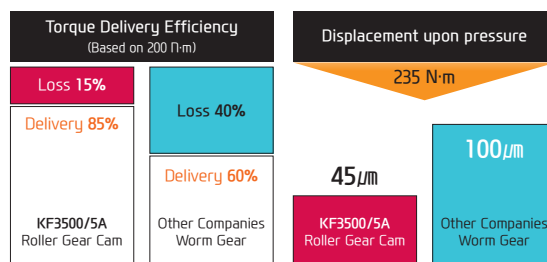 Torque Delivery Efficiency
(Based on 200 N·m)
Loss 15%
Delivery 85%
KF3500/5A
Roller Gear Cam
Loss 40%
Delivery 60%
Other Companies
Worm Gear
Displacement upon pressure
235 N·m
45㎛
KF3500/5A
Roller Gear Cam
100㎛
Other Companies
Worm Gear